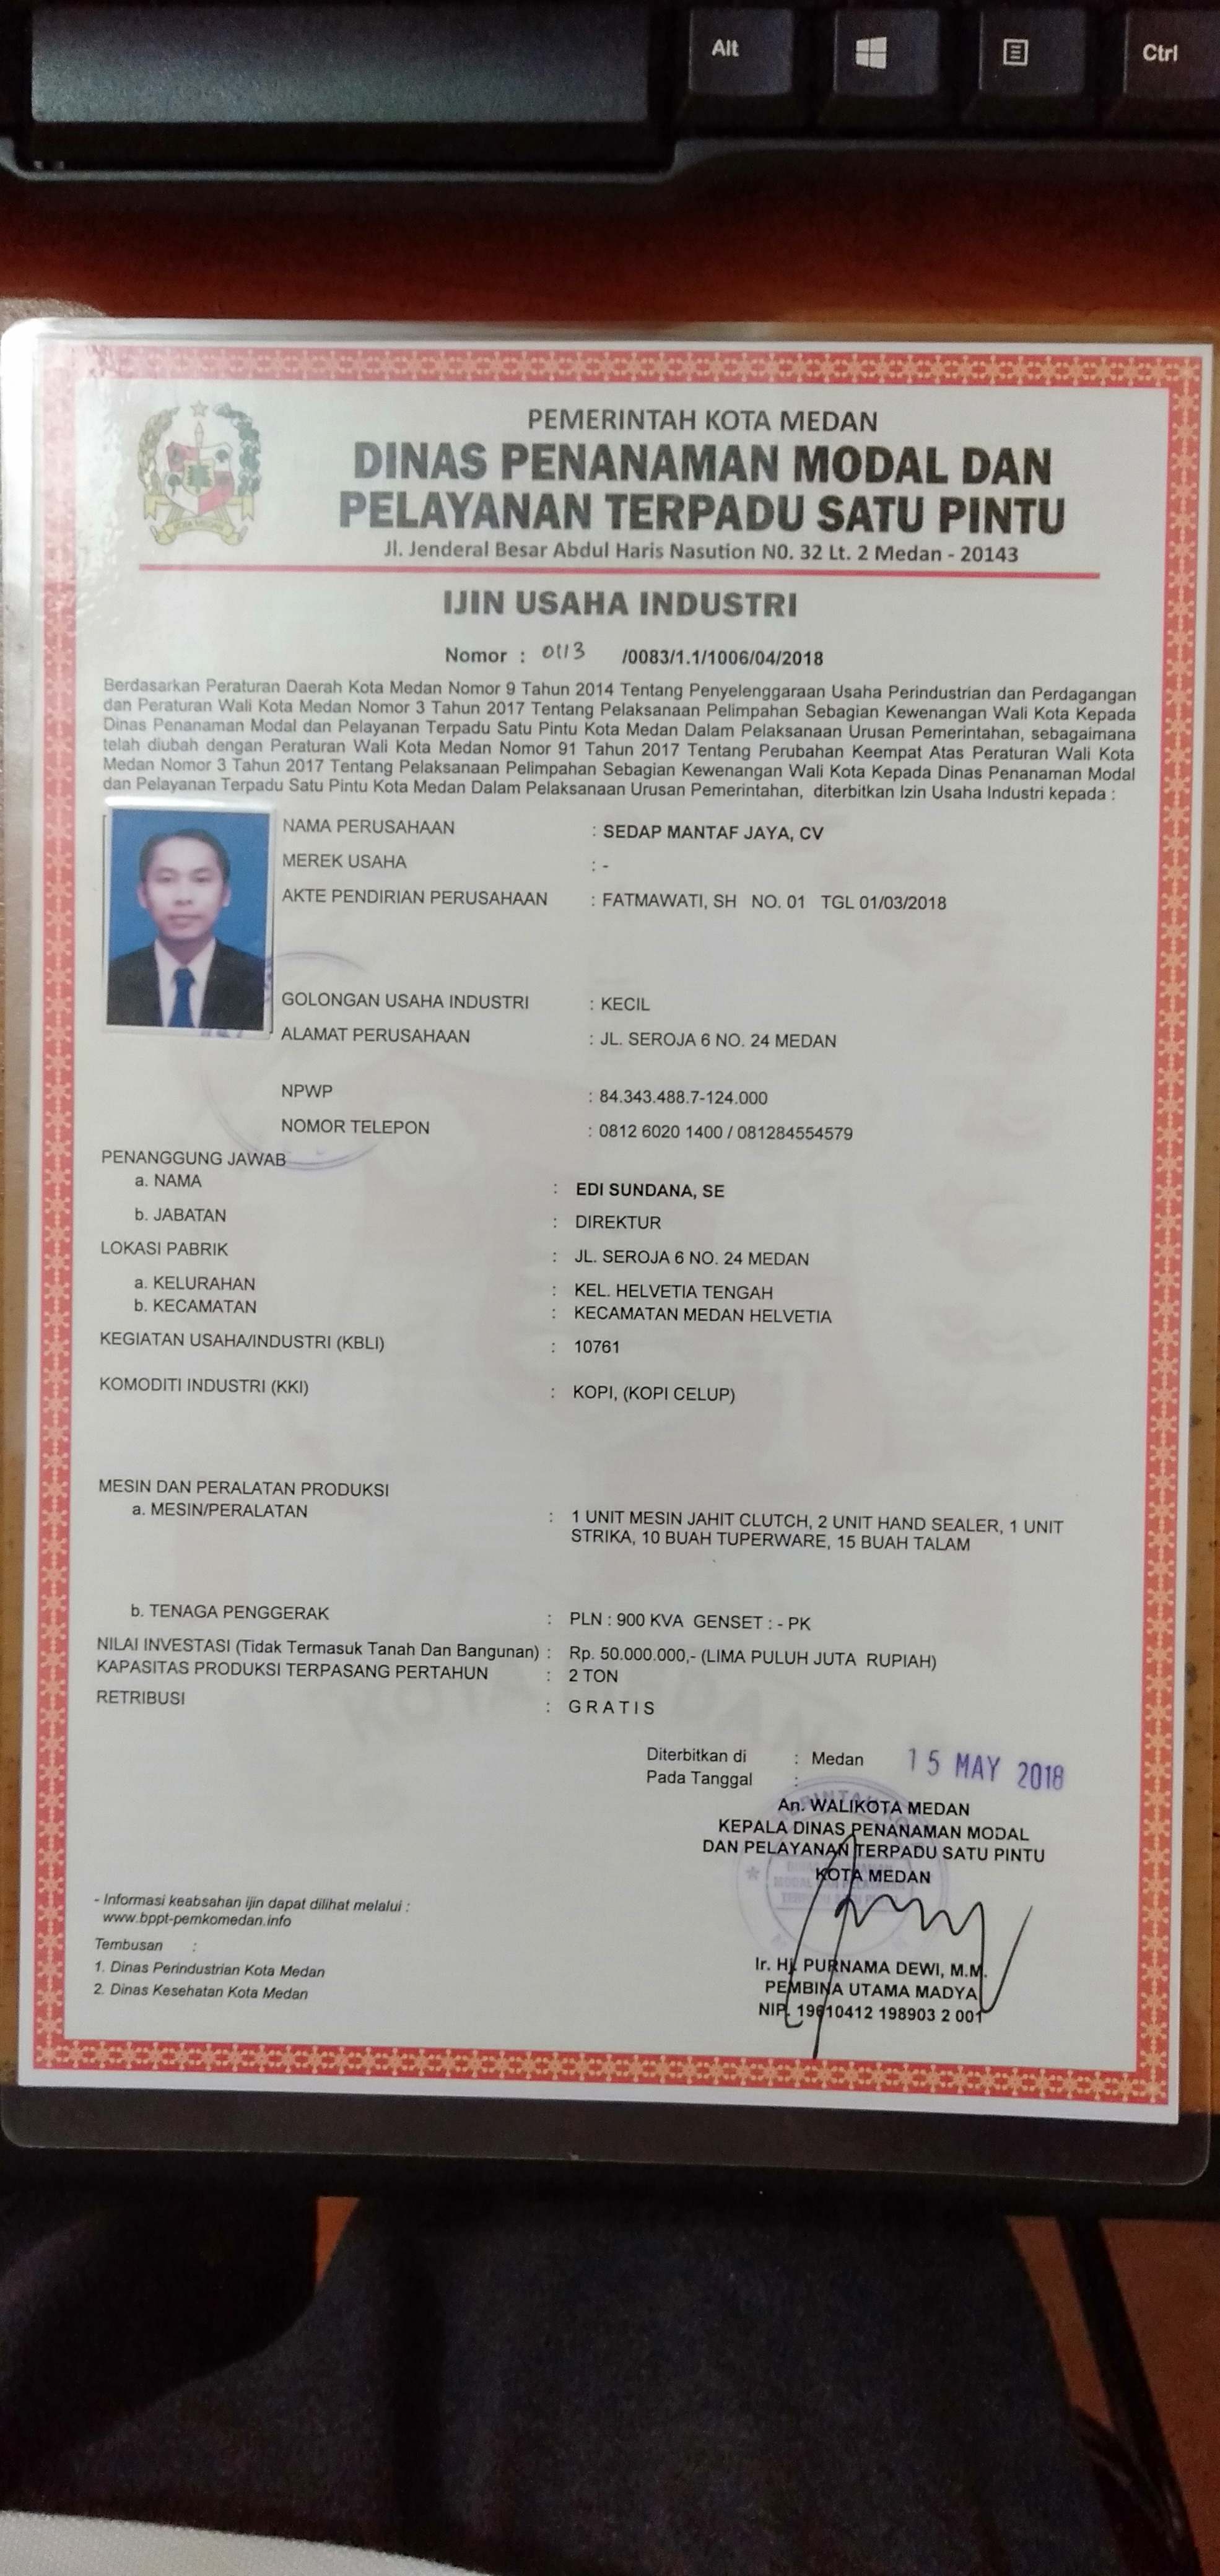 Alt
Ctrl
PEMERINTAH KOTA MEDAN
DINAS PENANAMAN MODAL DAN
PELAYANAN TERPADU SATU PINTU
Jl. Jenderal Besar Abdul Haris Nasution N0. 32 Lt. 2 Medan - 20143
IJIN USAHA INDUSTRI
Nomor : 0113 /0083/1.1/1006/04/2018
Berdasarkan Peraturan Daerah Kota Medan Nomor 9 Tahun 2014 Tentang Penyelenggaraan Usaha Perindustrian dan Perdagangan
dan Peraturan Wali Kota Medan Nomor 3 Tahun 2017 Tentang Pelaksanaan Pelimpahan Sebagian Kewenangan Wali Kota Kepada
Dinas Penanaman Modal dan Pelayanan Terpadu Satu Pintu Kota Medan Dalam Pelaksanaan Urusan Pemerintahan, sebagaimana
telah diubah dengan Peraturan Wali Kota Medan Nomor 91 Tahun 2017 Tentang Perubahan Keempat Atas Peraturan Wali Kota
Medan Nomor 3 Tahun 2017 Tentang Pelaksanaan Pelimpahan Sebagian Kewenangan Wali Kota Kepada Dinas Penanaman Modal
dan Pelayanan Terpadu Satu Pintu Kota Medan Dalam Pelaksanaan Urusan Pemerintahan, diterbitkan Izin Usaha Industri kepada :
NAMA PERUSAHAAN : SEDAP MANTAF JAYA, CV
MEREK USAHA : -
AKTE PENDIRIAN PERUSAHAAN : FATMAWATI, SH NO. 01 TGL 01/03/2018
GOLONGAN USAHA INDUSTRI : KECIL
ALAMAT PERUSAHAAN : JL. SEROJA 6 NO. 24 MEDAN
NPWP : 84.343.488.7-124.000
NOMOR TELEPON : 0812 6020 1400 / 081284554579
PENANGGUNG JAWAB
a. NAMA : EDI SUNDANA, SE
b. JABATAN : DIREKTUR
LOKASI PABRIK : JL. SEROJA 6 NO. 24 MEDAN
a. KELURAHAN : KEL. HELVETIA TENGAH
b. KECAMATAN : KECAMATAN MEDAN HELVETIA
KEGIATAN USAHA/INDUSTRI (KBLI) : 10761
KOMODITI INDUSTRI (KKI) : KOPI, (KOPI CELUP)
MESIN DAN PERALATAN PRODUKSI
a. MESIN/PERALATAN : 1 UNIT MESIN JAHIT CLUTCH, 2 UNIT HAND SEALER, 1 UNIT
STRIKA, 10 BUAH TUPERWARE, 15 BUAH TALAM
b. TENAGA PENGGERAK : PLN : 900 KVA GENSET : - PK
NILAI INVESTASI (Tidak Termasuk Tanah Dan Bangunan) : Rp. 50.000.000,- (LIMA PULUH JUTA RUPIAH)
KAPASITAS PRODUKSI TERPASANG PERTAHUN : 2 TON
RETRIBUSI : G R A T I S
Diterbitkan di : Medan
Pada Tanggal : 15 MAY 2018
An. WALIKOTA MEDAN
KEPALA DINAS PENANAMAN MODAL
DAN PELAYANAN TERPADU SATU PINTU
KOTA MEDAN
Ir. Hj. PURNAMA DEWI, M.M.
PEMBINA UTAMA MADYA
NIP. 19610412 198903 2 001
- Informasi keabsahan ijin dapat dilihat melalui :
www.bppt-pemkomedan.info
Tembusan :
1. Dinas Perindustrian Kota Medan
2. Dinas Kesehatan Kota Medan